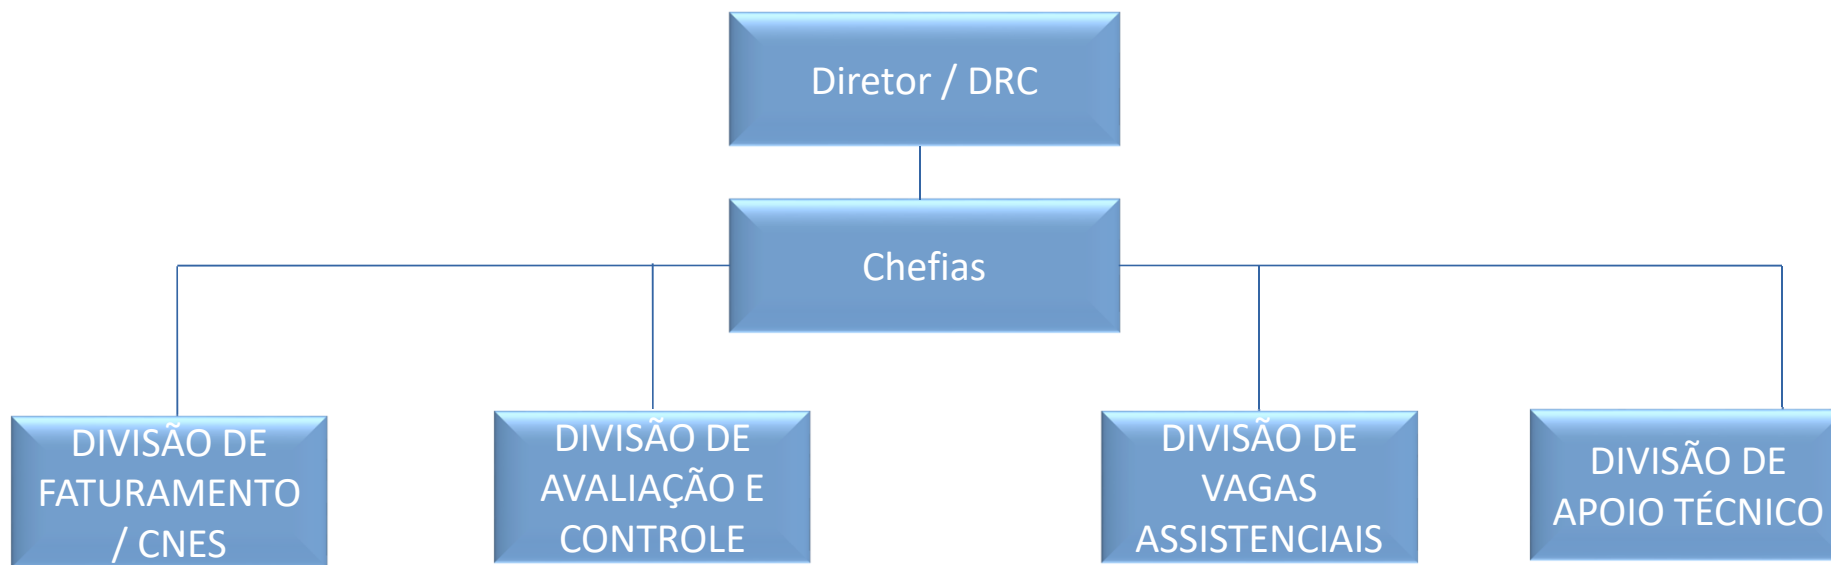 Diretor / DRC
Chefias
DIVISÃO DE
FATURAMENTO
/ CNES
DIVISÃO DE
AVALIAÇÃO E
CONTROLE
DIVISÃO DE
VAGAS
ASSISTENCIAIS
DIVISÃO DE
APOIO TÉCNICO